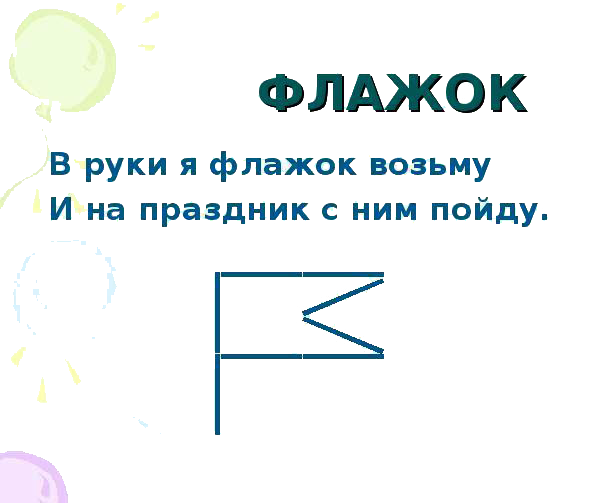 ФЛАЖОК
В руки я флажок возьму
И на праздник с ним пойду.